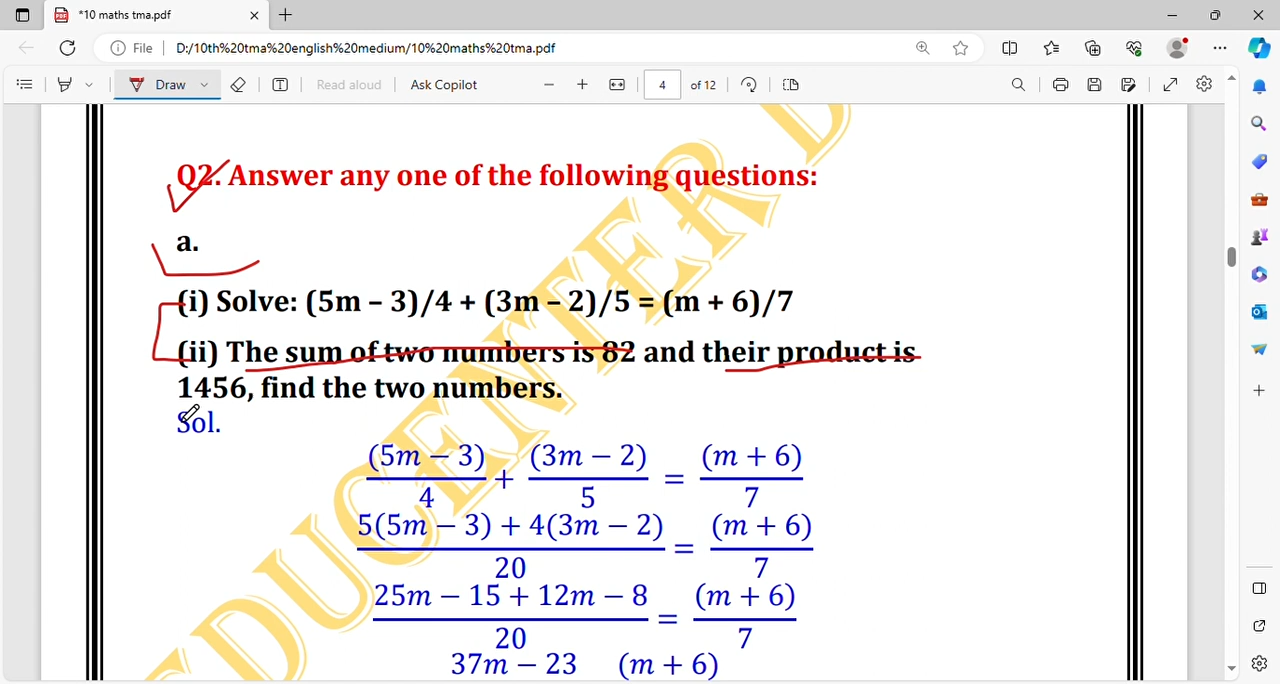 *10 maths tma.pdf
File D:/10th%20tma%20english%20medium/10%20maths%20tma.pdf
Draw Read aloud Ask Copilot 4 of 12
Q2. Answer any one of the following questions:
a.
(i) Solve: (5m – 3)/4 + (3m – 2)/5 = (m + 6)/7
(ii) The sum of two numbers is 82 and their product is
1456, find the two numbers.
Sol.
(5m − 3)/4 + (3m − 2)/5 = (m + 6)/7
5(5m − 3) + 4(3m − 2)/20 = (m + 6)/7
25m − 15 + 12m − 8/20 = (m + 6)/7
37m − 23 (m + 6)
EDUCENTER D